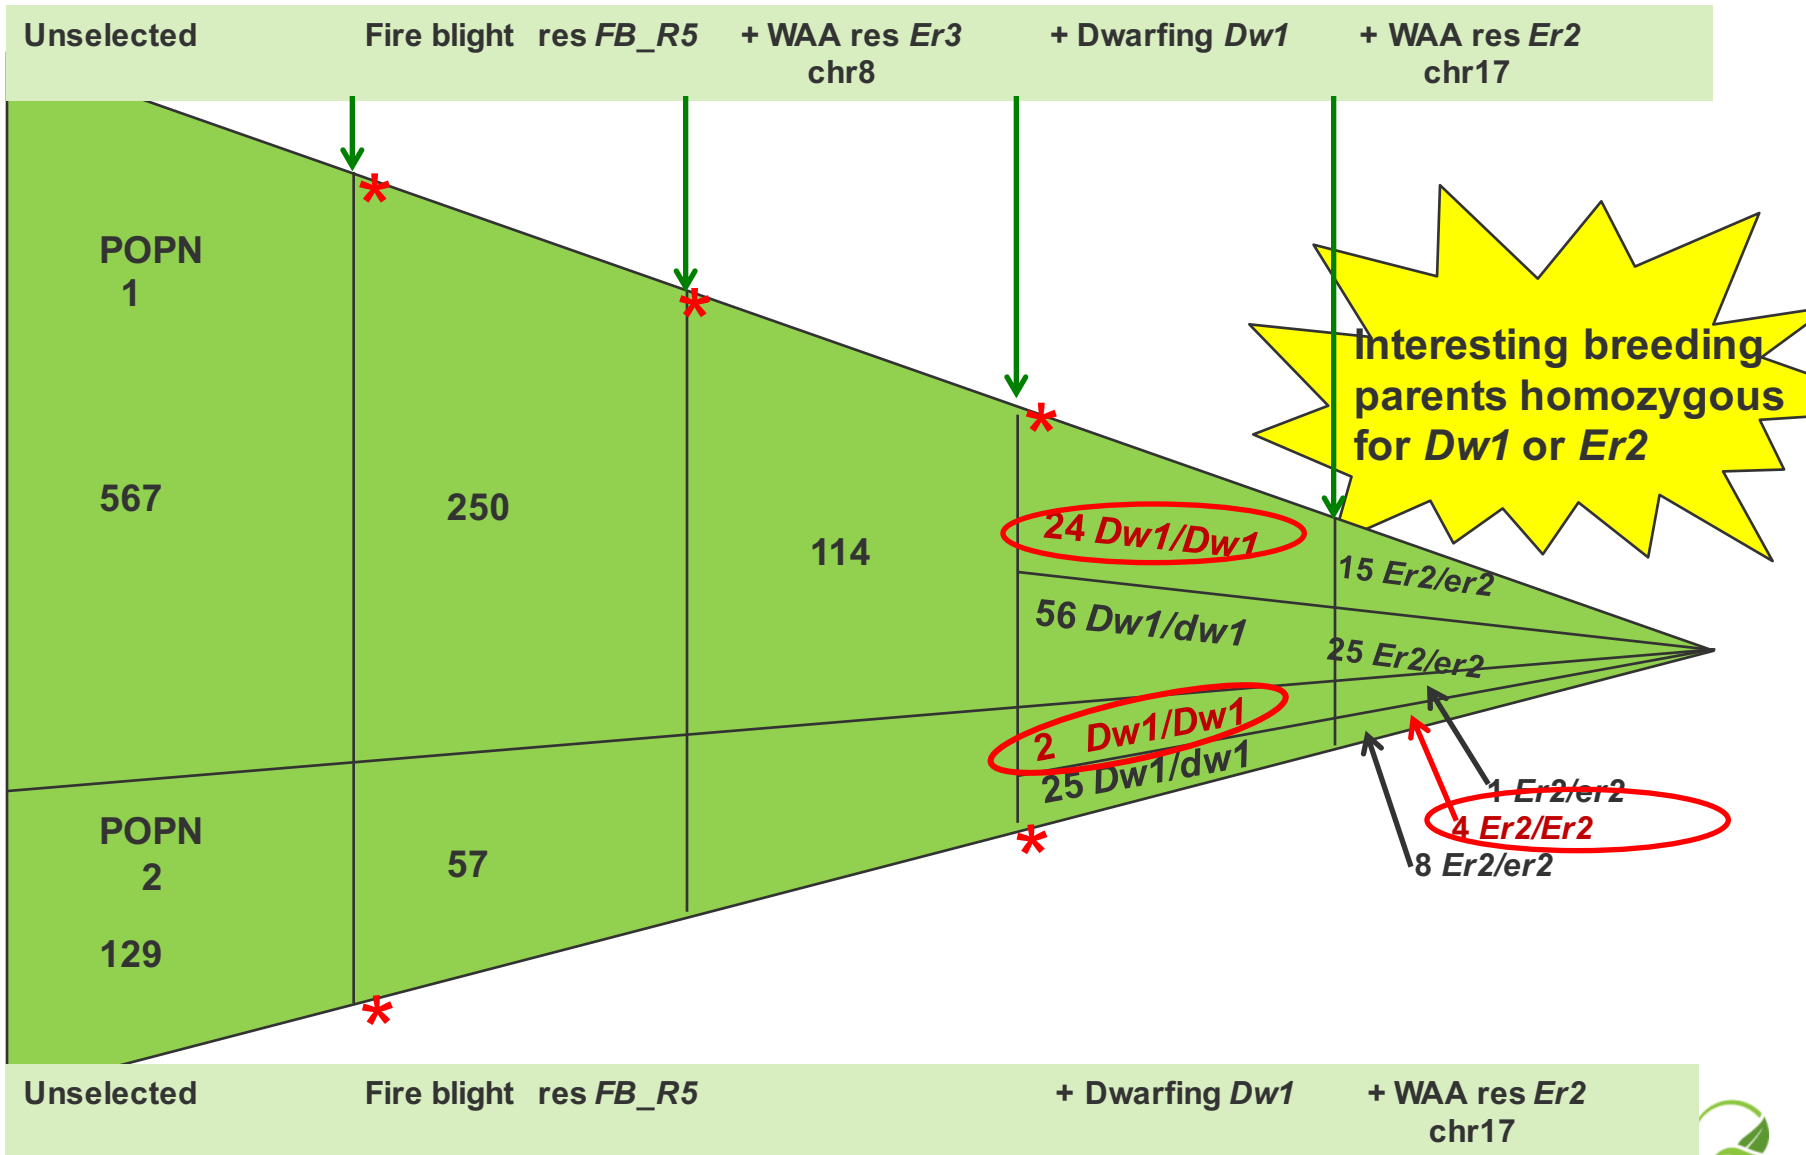 Unselected Fire blight res FB_R5 + WAA res Er3 + Dwarfing Dw1 + WAA res Er2
chr8 chr17
POPN
1
567
250
114
24 Dw1/Dw1
56 Dw1/dw1
15 Er2/er2
25 Er2/er2
Interesting breeding
parents homozygous
for Dw1 or Er2
2 Dw1/Dw1
25 Dw1/dw1
1 Er2/er2
4 Er2/Er2
8 Er2/er2
POPN
2
57
129
Unselected Fire blight res FB_R5 + Dwarfing Dw1 + WAA res Er2
chr17